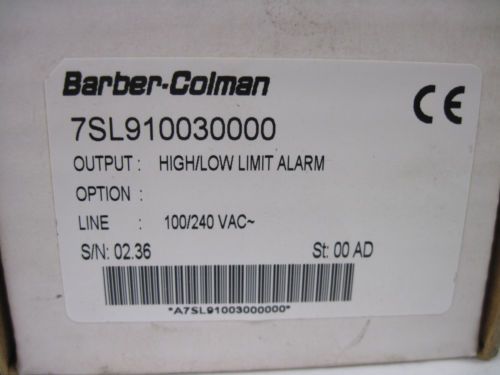 Barber-Colman
CE
7SL910030000
OUTPUT : HIGH/LOW LIMIT ALARM
OPTION :
LINE : 100/240 VAC~
S/N: 02.36 St: 00 AD
"A7SL91003000000"